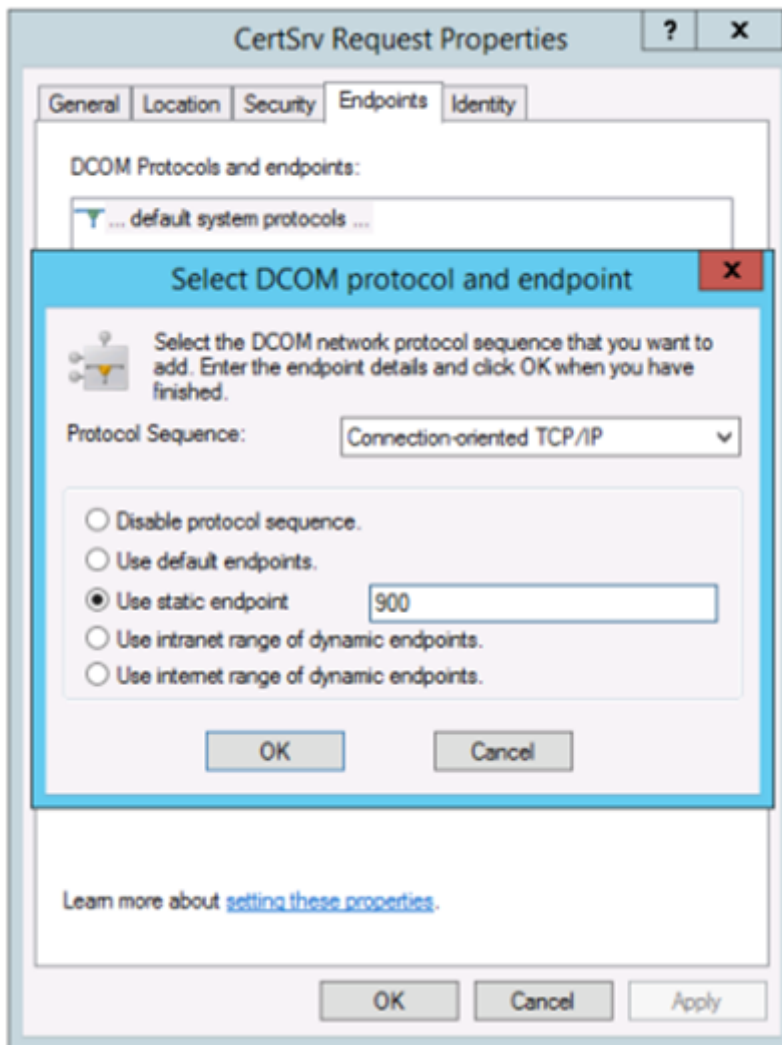 CertSrv Request Properties
?
x
General
Location
Security
Endpoints
Identity
DCOM Protocols and endpoints:
... default system protocols ...
Select DCOM protocol and endpoint
x
Select the DCOM network protocol sequence that you want to
add. Enter the endpoint details and click OK when you have
finished.
Protocol Sequence:
Connection-oriented TCP/IP
Disable protocol sequence.
Use default endpoints.
Use static endpoint
900
Use intranet range of dynamic endpoints.
Use internet range of dynamic endpoints.
OK
Cancel
Learn more about setting these properties.
OK
Cancel
Apply